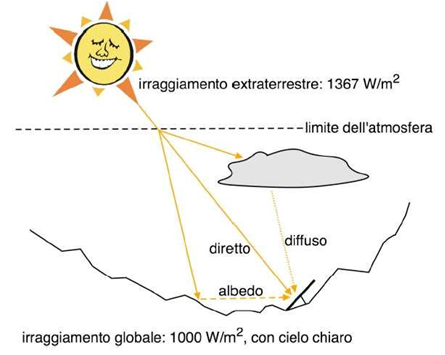 irraggiamento extraterrestre: 1367 W/m²
limite dell'atmosfera
diretto
diffuso
albedo
irraggiamento globale: 1000 W/m², con cielo chiaro